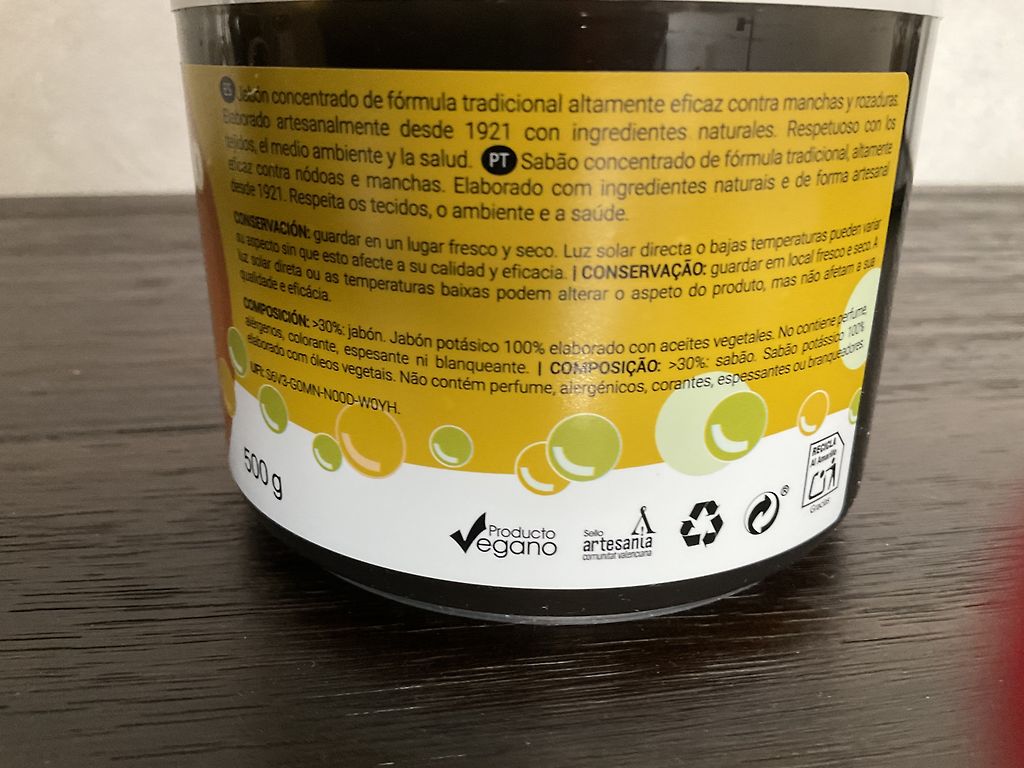 ES Jabón concentrado de fórmula tradicional altamente eficaz contra manchas y rozaduras.
Elaborado artesanalmente desde 1921 con ingredientes naturales. Respetuoso con los
tejidos, el medio ambiente y la salud. PT Sabão concentrado de fórmula tradicional, altamente
eficaz contra nódoas e manchas. Elaborado com ingredientes naturais e de forma artesanal
desde 1921. Respeita os tecidos, o ambiente e a saúde.
CONSERVACIÓN: guardar en un lugar fresco y seco. Luz solar directa o bajas temperaturas pueden variar
su aspecto sin que esto afecte a su calidad y eficacia. | CONSERVAÇÃO: guardar em local fresco e seco. A
luz solar direta ou as temperaturas baixas podem alterar o aspeto do produto, mas não afetam a sua
qualidade e eficácia.
COMPOSICIÓN: >30%: jabón. Jabón potásico 100% elaborado con aceites vegetales. No contiene perfume,
alérgenos, colorante, espesante ni blanqueante. | COMPOSIÇÃO: >30%: sabão. Sabão potássico 100%
elaborado com óleos vegetais. Não contém perfume, alergénicos, corantes, espessantes ou branqueadores.
UFI: S6V3-G0MN-N00D-W0YH.
500 g
Producto
Vegano
Sello
artesanía
comunitat valenciana
®
RECICLA
Al Amarillo
Gracias